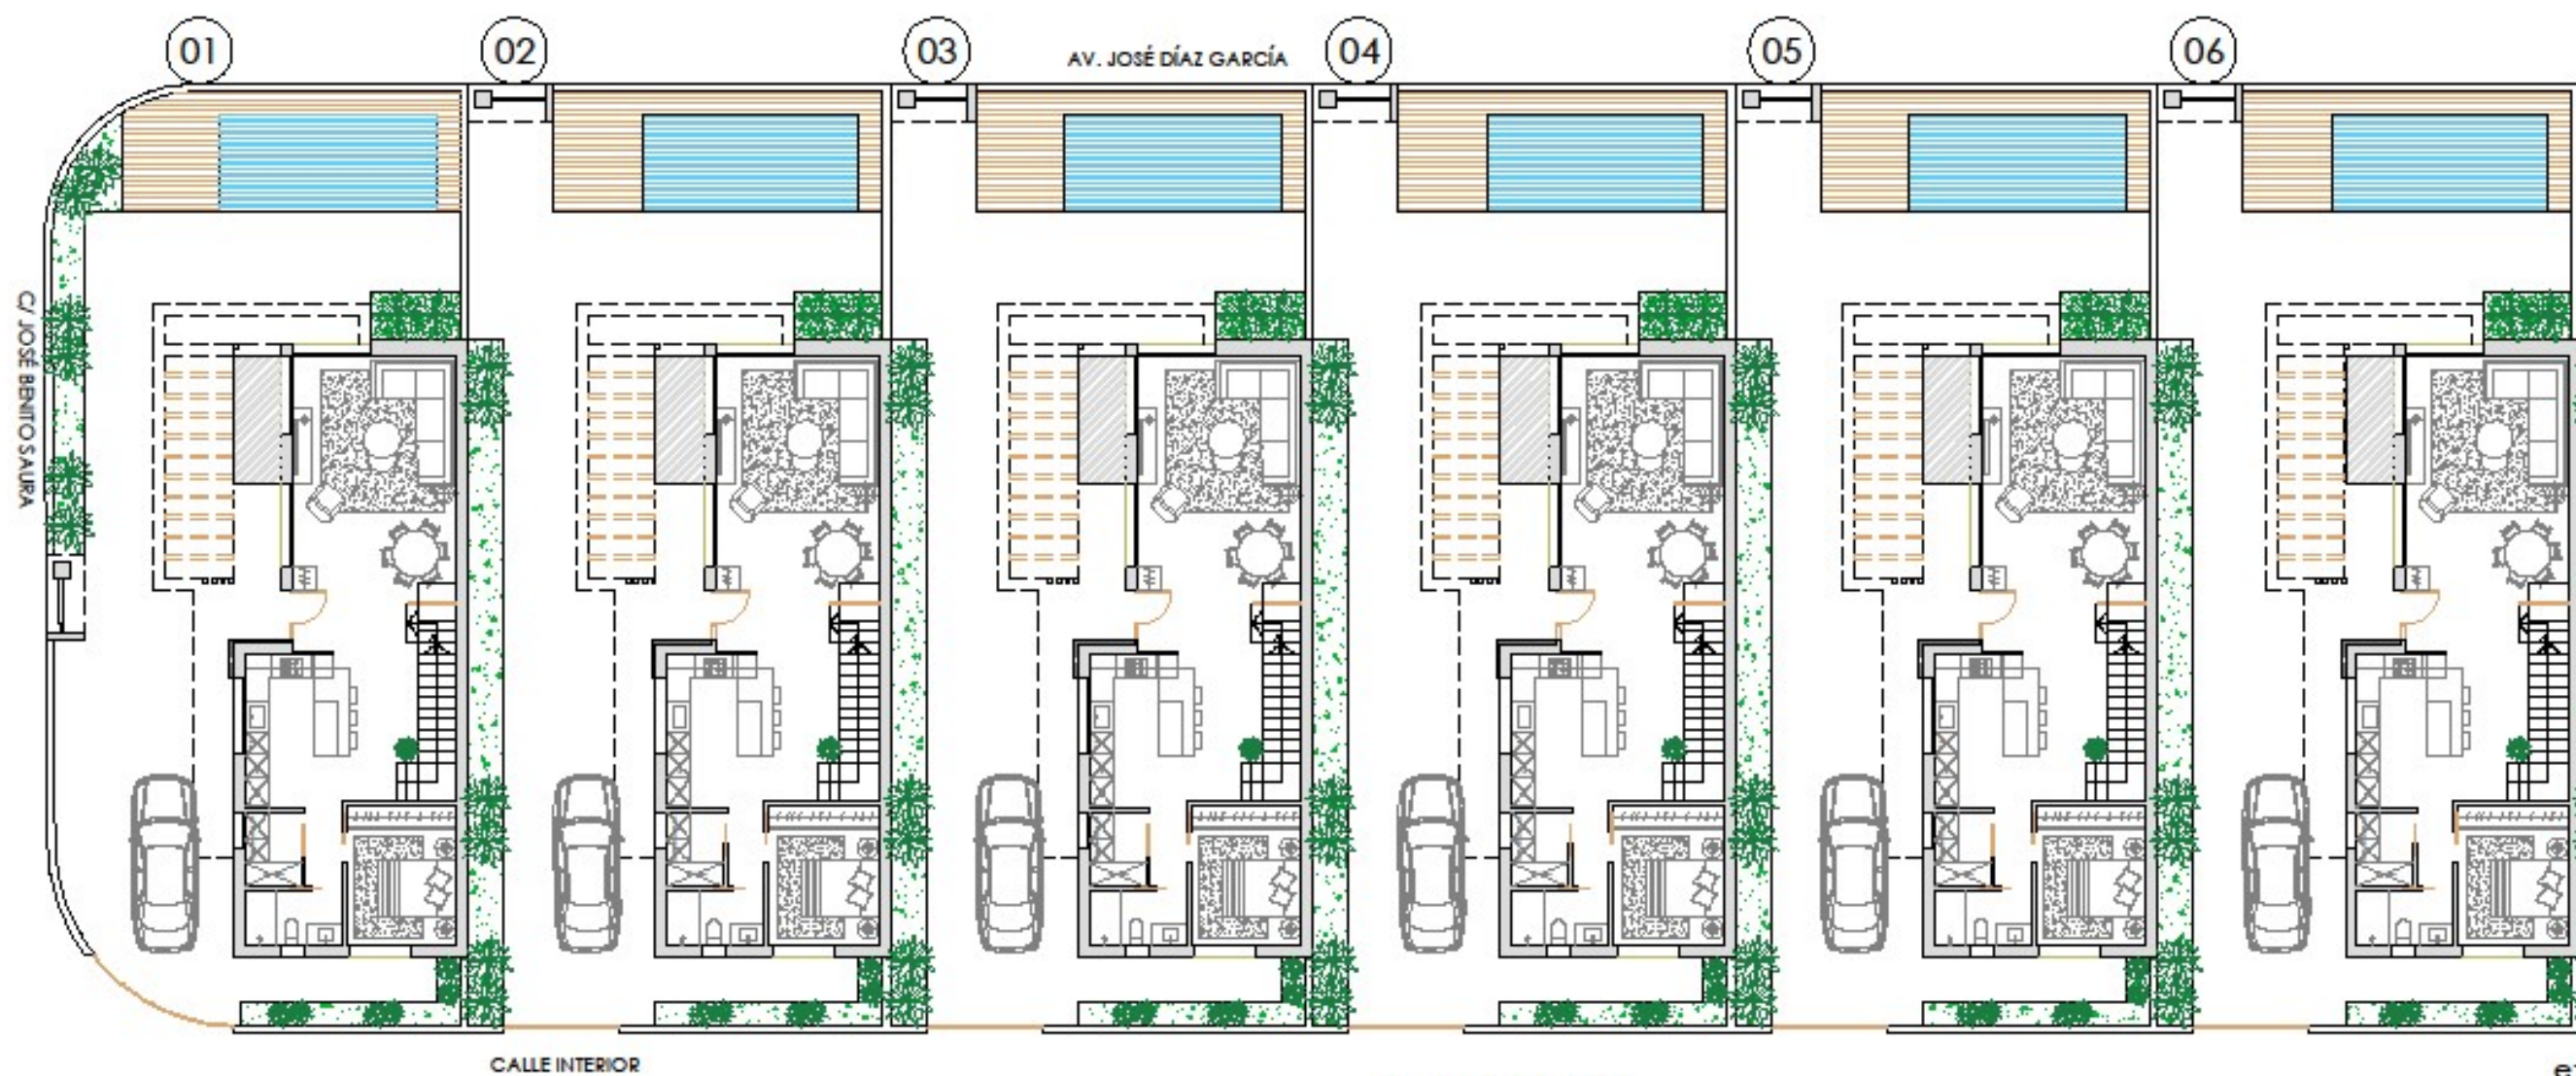 01
02
03
AV. JOSÉ DÍAZ GARCÍA
04
05
06
C/ JOSÉ BENITO SAURA
CALLE INTERIOR